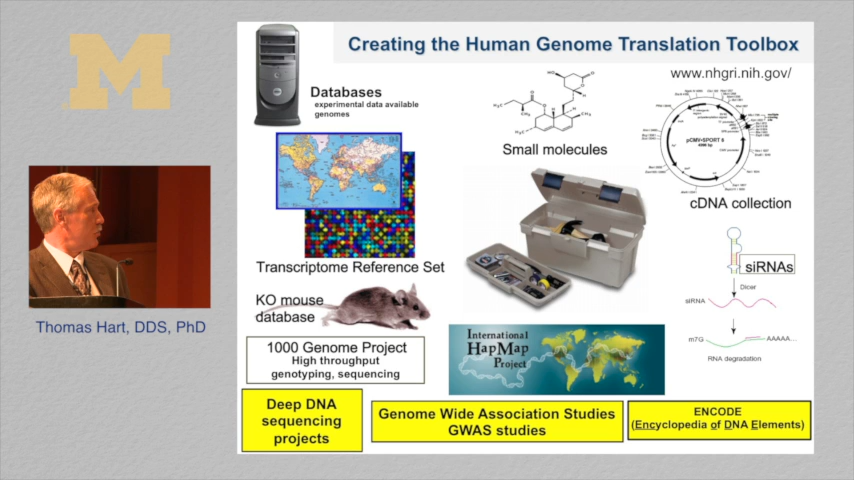 M
Creating the Human Genome Translation Toolbox
www.nhgri.nih.gov/
Databases
experimental data available
genomes
Small molecules
pCMV•SPORT 6
cDNA collection
Transcriptome Reference Set
siRNAs
Dicer
siRNA
KO mouse
database
m7G
AAAAA...
RNA degradation
International
HapMap
Project
1000 Genome Project
High throughput
genotyping, sequencing
Deep DNA
sequencing
projects
Genome Wide Association Studies
GWAS studies
ENCODE
(Encyclopedia of DNA Elements)
Thomas Hart, DDS, PhD